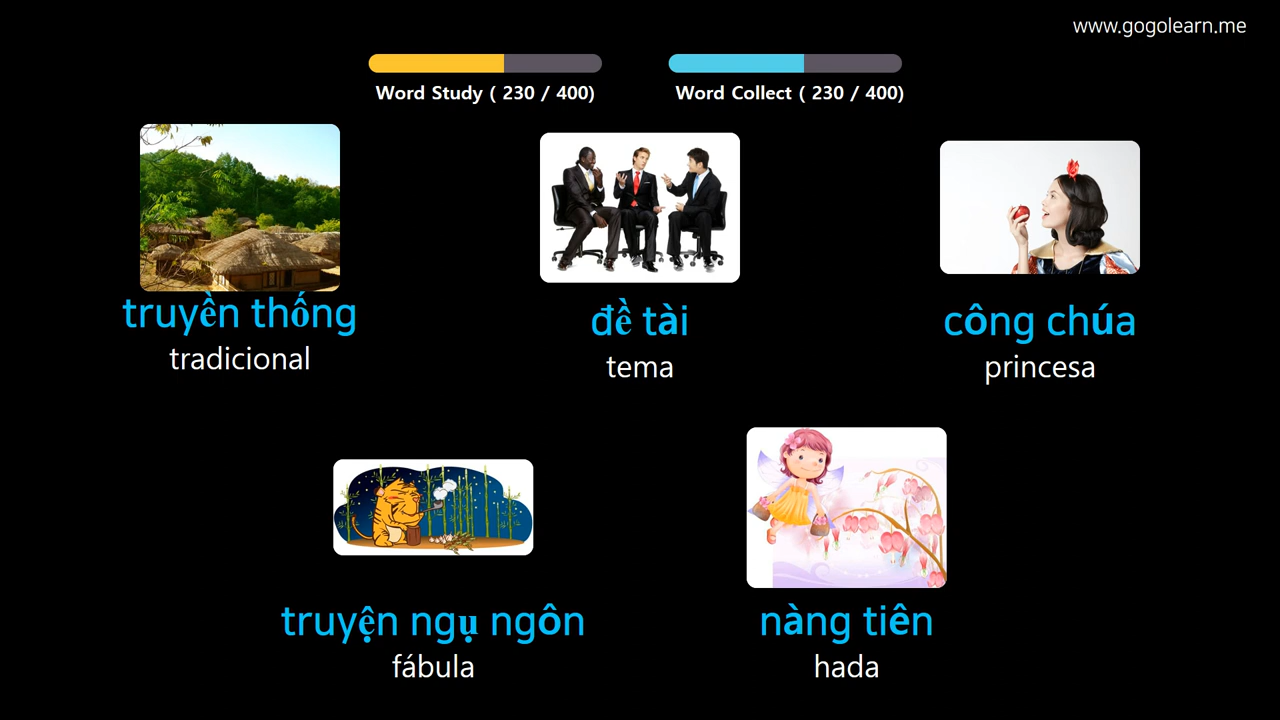 www.gogolearn.me
Word Study ( 230 / 400)
Word Collect ( 230 / 400)
truyền thống
tradicional
đề tài
tema
công chúa
princesa
truyện ngụ ngôn
fábula
nàng tiên
hada